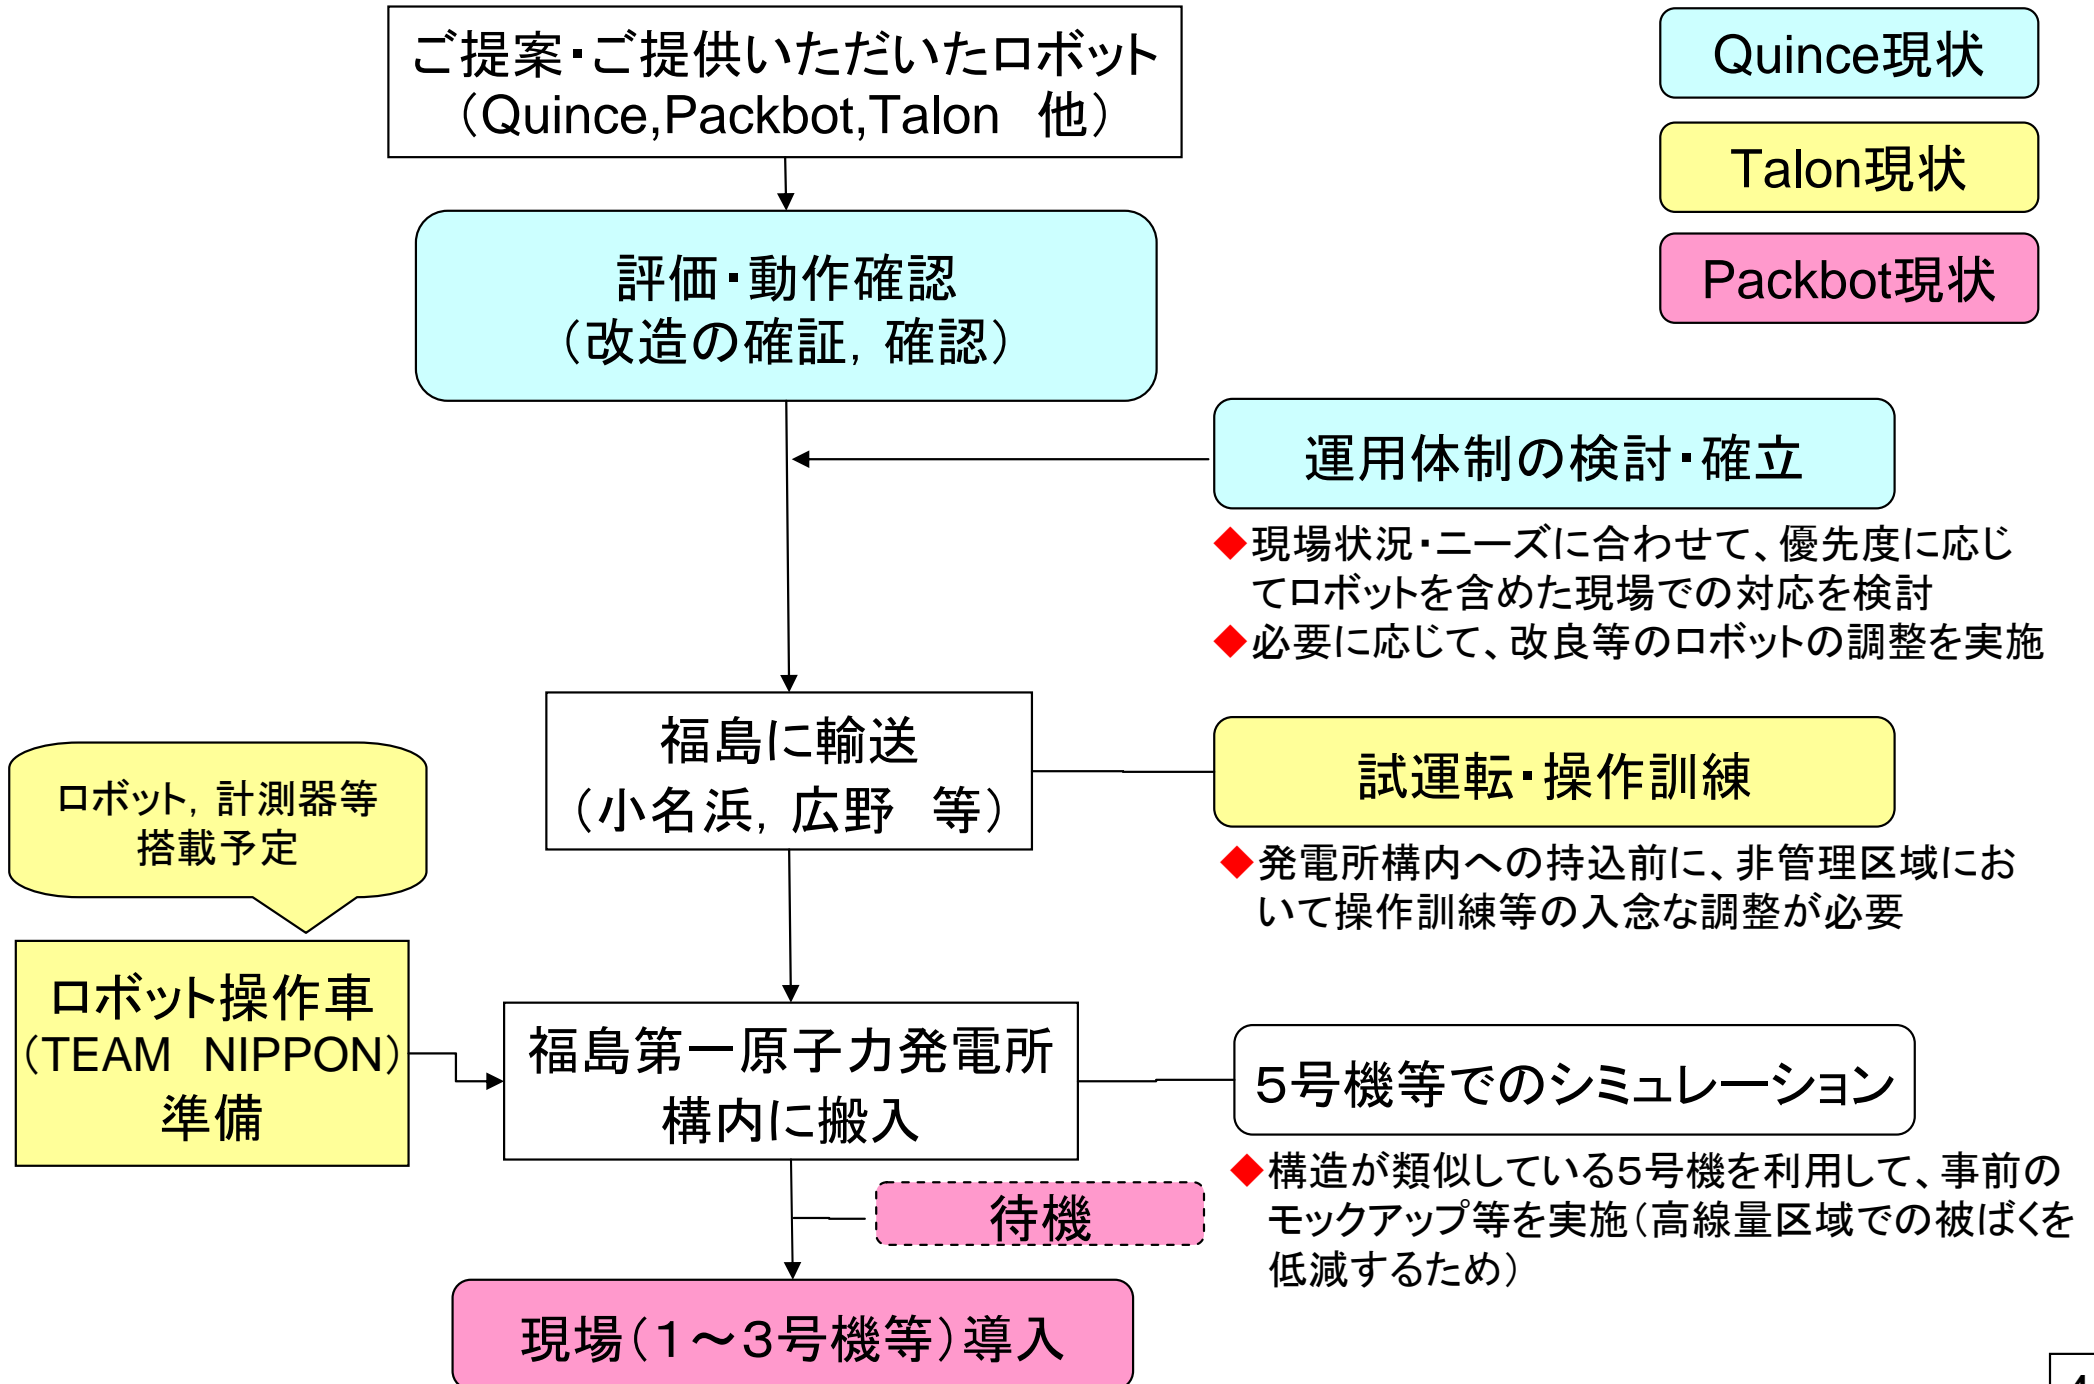 ご提案・ご提供いただいたロボット
（Quince,Packbot,Talon　他）
Quince現状
Talon現状
Packbot現状
評価・動作確認
（改造の確証，確認）
運用体制の検討・確立
◆現場状況・ニーズに合わせて、優先度に応じ
てロボットを含めた現場での対応を検討
◆必要に応じて、改良等のロボットの調整を実施
福島に輸送
（小名浜，広野　等）
試運転・操作訓練
◆発電所構内への持込前に、非管理区域にお
いて操作訓練等の入念な調整が必要
ロボット，計測器等
搭載予定
ロボット操作車
（TEAM　NIPPON）
準備
福島第一原子力発電所
構内に搬入
５号機等でのシミュレーション
◆構造が類似している５号機を利用して、事前の
モックアップ等を実施（高線量区域での被ばくを
低減するため）
待機
現場（１～３号機等）導入